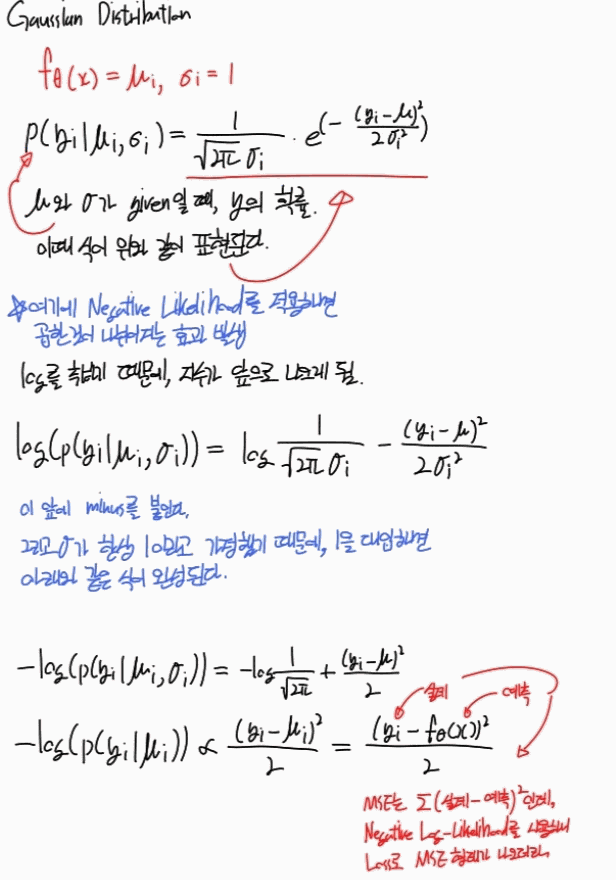 Gaussian Distribution
fθ(x) = μi, σi = 1
p(yi|μi, σi) = 1/(√2π σi) · e^(-(yi-μ)²/2σi²)
μ와 σ가 given일 때, y의 확률.
이때 식이 위와 같이 표현된다.
☆여기에 Negative Likelihood를 적용하면
곱한것이 나눠지는 효과 발생
log를 취했기 때문에, 지수가 앞으로 나오게 됨.
log(p(yi|μi, σi)) = log 1/(√2π σi) - (yi-μ)²/2σi²
이 앞에 minus를 붙인다.
그리고 σ가 항상 1이라고 가정했기 때문에, 1을 대입하면
아래와 같은 식이 완성된다.
-log(p(yi|μi, σi)) = -log 1/√2π + (yi-μ)²/2
실제 예측
-log(p(yi|μi)) ∝ (yi-μi)²/2 = (yi-fθ(x))²/2
MSE는 Σ(실제-예측)²인데,
Negative Log-Likelihood를 사용하니
Loss로 MSE 형태가 나오더라.